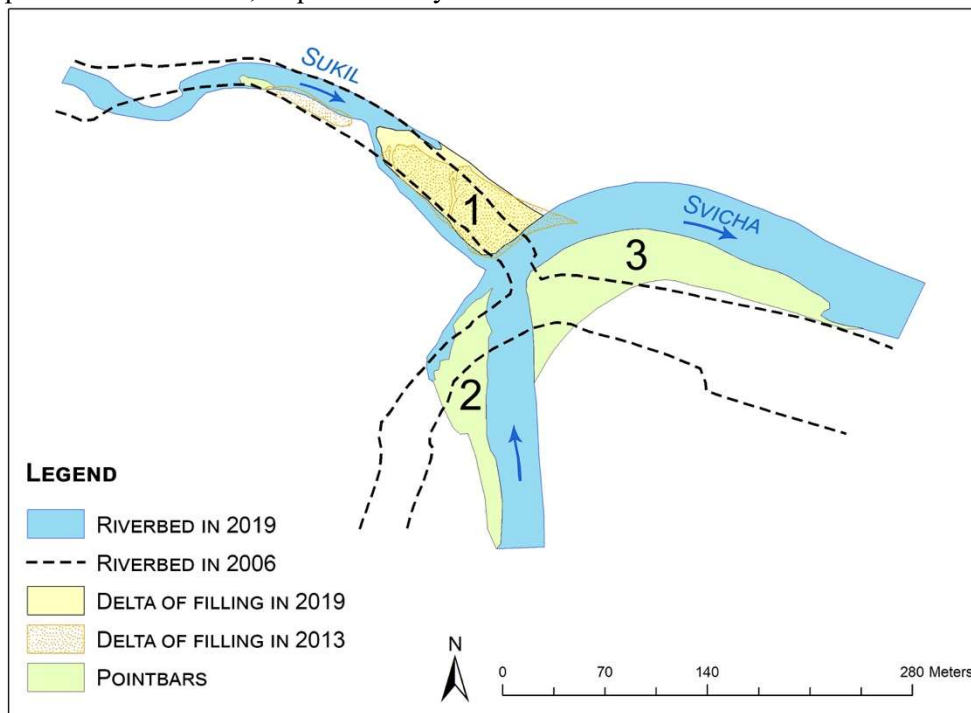 SUKIL
SVICHA
1
3
2
LEGEND
RIVERBED IN 2019
RIVERBED IN 2006
DELTA OF FILLING IN 2019
DELTA OF FILLING IN 2013
POINTBARS
N
0 70 140 280 Meters